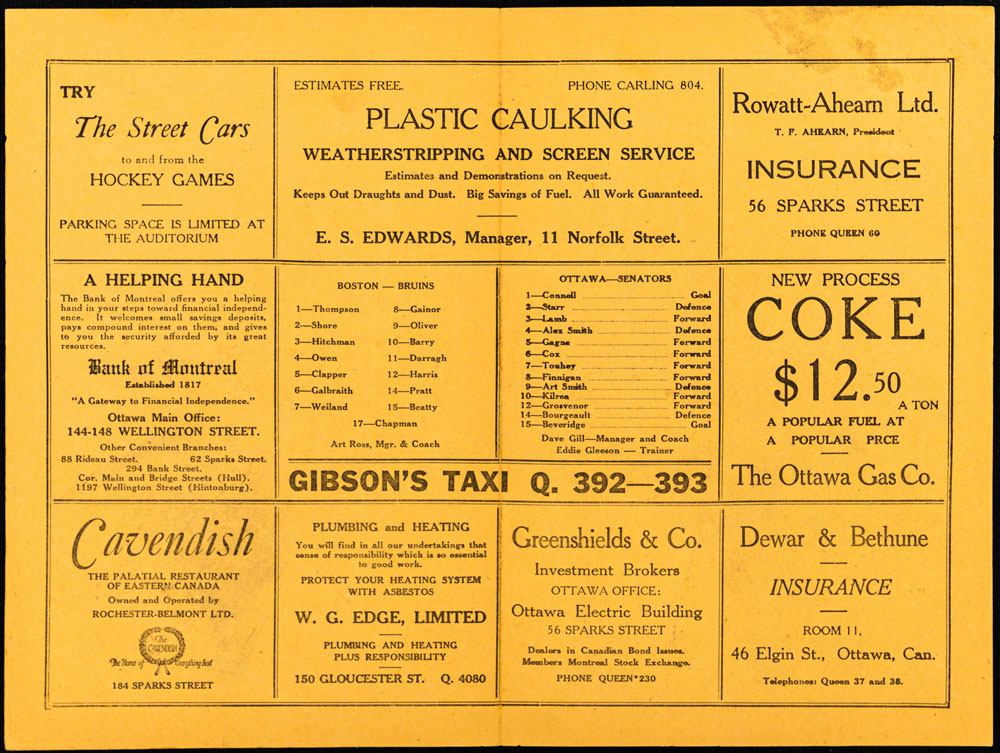 TRY
The Street Cars
to and from the
HOCKEY GAMES
PARKING SPACE IS LIMITED AT
THE AUDITORIUM
ESTIMATES FREE. PHONE CARLING 804.
PLASTIC CAULKING
WEATHERSTRIPPING AND SCREEN SERVICE
Estimates and Demonstrations on Request.
Keeps Out Draughts and Dust. Big Savings of Fuel. All Work Guaranteed.
E. S. EDWARDS, Manager, 11 Norfolk Street.
Rowatt-Ahearn Ltd.
T. F. AHEARN, President
INSURANCE
56 SPARKS STREET
PHONE QUEEN 60
A HELPING HAND
The Bank of Montreal offers you a helping
hand in your steps toward financial independ-
ence. It welcomes small savings deposits,
pays compound interest on them, and gives
to you the security afforded by its great
resources.
Bank of Montreal
Established 1817
"A Gateway to Financial Independence."
Ottawa Main Office:
144-148 WELLINGTON STREET.
Other Convenient Branches:
88 Rideau Street. 62 Sparks Street.
294 Bank Street.
Cor. Main and Bridge Streets (Hull).
1197 Wellington Street (Hintonburg).
BOSTON — BRUINS
1—Thompson 8—Gainor
2—Shore 9—Oliver
3—Hitchman 10—Barry
4—Owen 11—Darragh
5—Clapper 12—Harris
6—Galbraith 14—Pratt
7—Weiland 15—Beatty
17—Chapman
Art Ross, Mgr. & Coach
OTTAWA—SENATORS
1—Connell Goal
2—Starr Defence
3—Lamb Forward
4—Alex Smith Defence
5—Gagne Forward
6—Cox Forward
7—Touhey Forward
8—Finnigan Forward
9—Art Smith Defence
10—Kilrea Forward
12—Grosvenor Forward
14—Bourgeault Defence
15—Beveridge Goal
Dave Gill—Manager and Coach
Eddie Gleeson — Trainer
GIBSON'S TAXI Q. 392—393
NEW PROCESS
COKE
$12.50
A TON
A POPULAR FUEL AT
A POPULAR PRCE
The Ottawa Gas Co.
Cavendish
THE PALATIAL RESTAURANT
OF EASTERN CANADA
Owned and Operated by
ROCHESTER-BELMONT LTD.
The
CAVENDISH
The Home of Everything best
184 SPARKS STREET
PLUMBING and HEATING
You will find in all our undertakings that
sense of responsibility which is so essential
to good work.
PROTECT YOUR HEATING SYSTEM
WITH ASBESTOS
W. G. EDGE, LIMITED
PLUMBING AND HEATING
PLUS RESPONSIBILITY
150 GLOUCESTER ST. Q. 4080
Greenshields & Co.
Investment Brokers
OTTAWA OFFICE:
Ottawa Electric Building
56 SPARKS STREET
Dealers in Canadian Bond Issues.
Members Montreal Stock Exchange.
PHONE QUEEN 230
Dewar & Bethune
INSURANCE
ROOM 11,
46 Elgin St., Ottawa, Can.
Telephones: Queen 37 and 38.